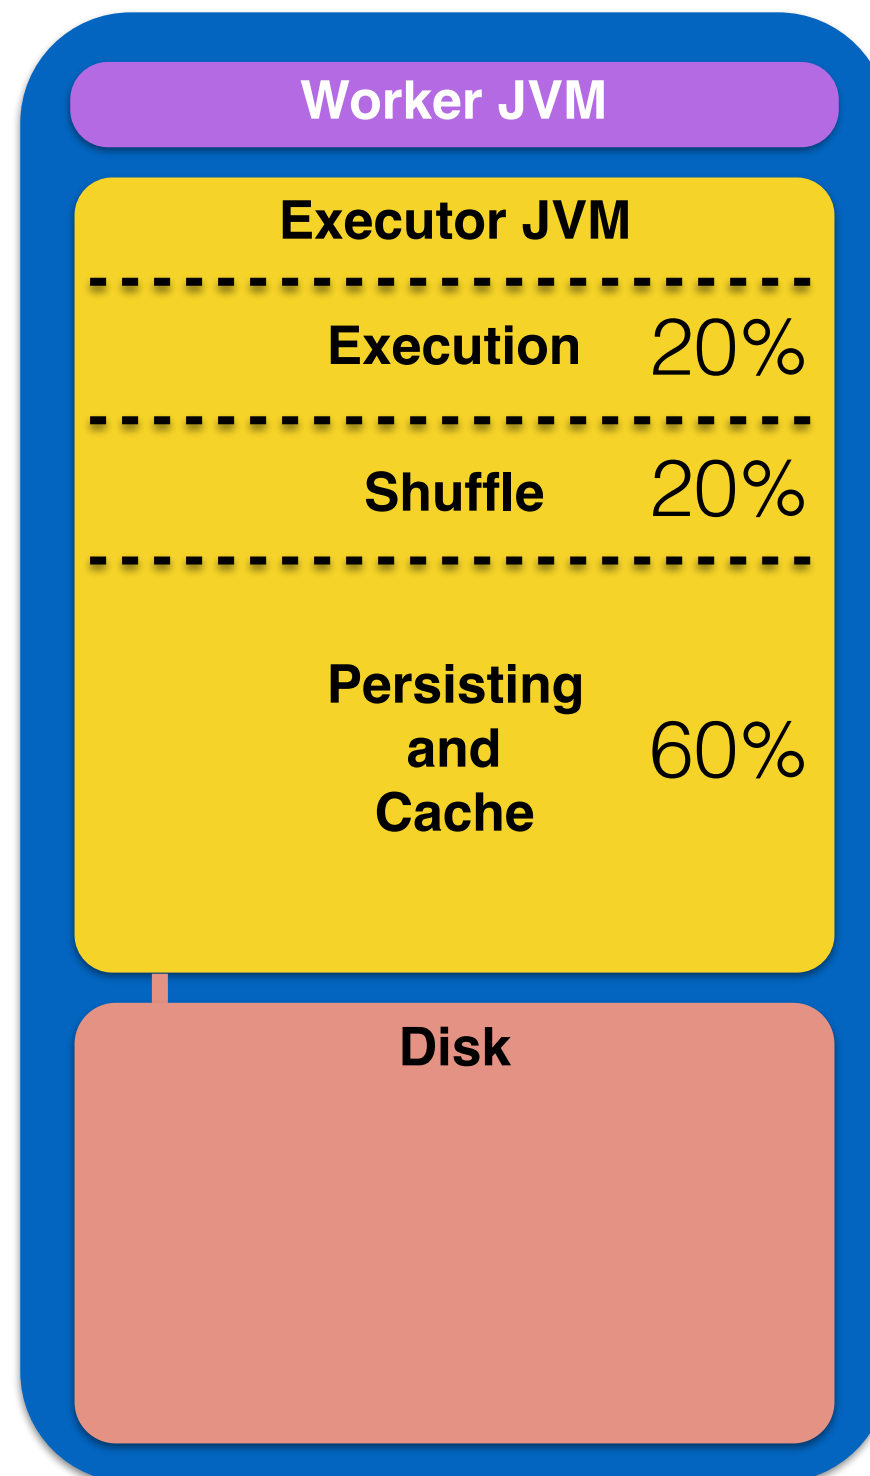 Worker JVM
Executor JVM
Execution 20%
Shuffle 20%
Persisting
and 60%
Cache
Disk